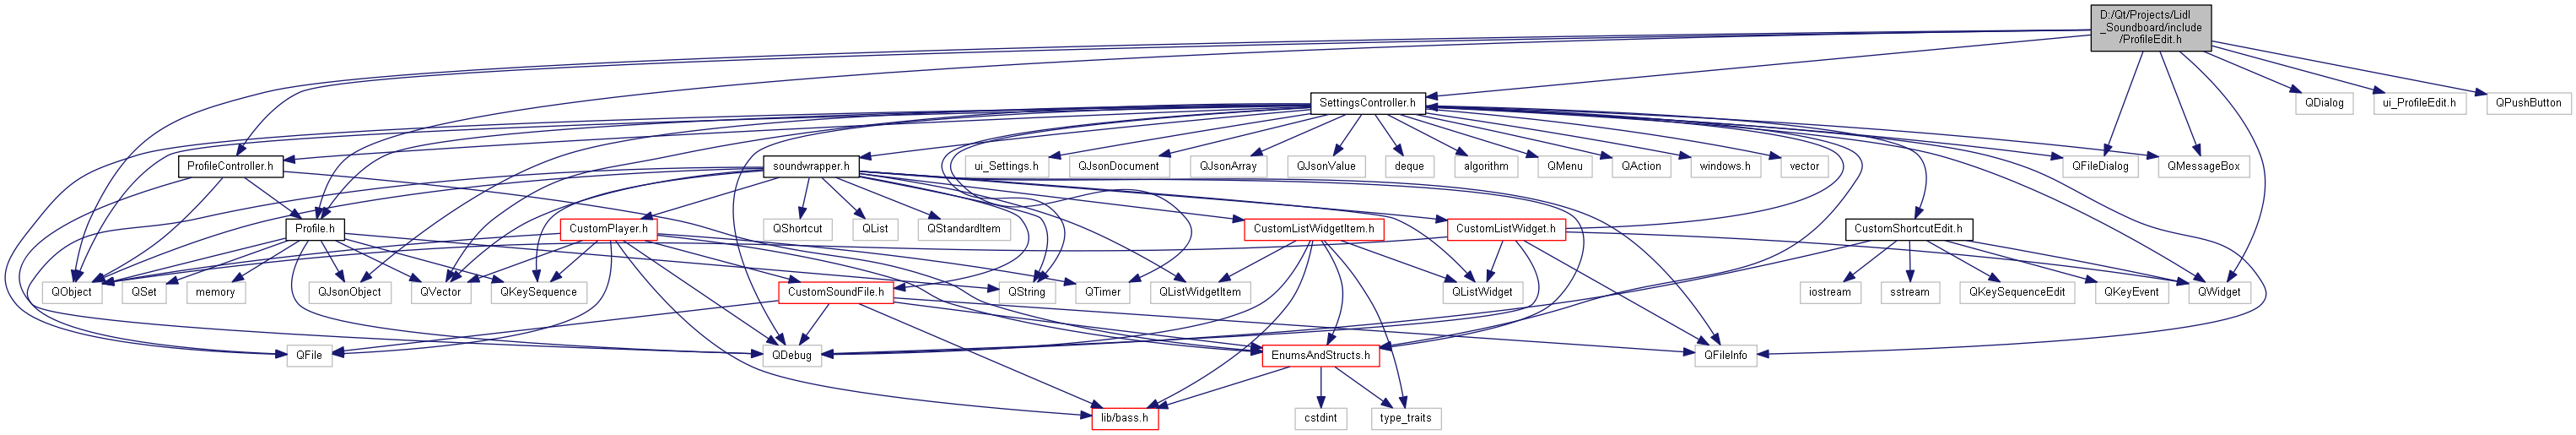 D:/Qt/Projects/Lidl
_Soundboard/include
/ProfileEdit.h
SettingsController.h
QDialog
ui_ProfileEdit.h
QPushButton
ProfileController.h
soundwrapper.h
ui_Settings.h
QJsonDocument
QJsonArray
QJsonValue
deque
algorithm
QMenu
QAction
windows.h
vector
QFileDialog
QMessageBox
Profile.h
CustomPlayer.h
QShortcut
QList
QStandardItem
CustomListWidgetItem.h
CustomListWidget.h
CustomShortcutEdit.h
QObject
QSet
memory
QJsonObject
QVector
QKeySequence
CustomSoundFile.h
QString
QTimer
QListWidgetItem
QListWidget
iostream
sstream
QKeySequenceEdit
QKeyEvent
QWidget
QFile
QDebug
EnumsAndStructs.h
QFileInfo
lib/bass.h
cstdint
type_traits